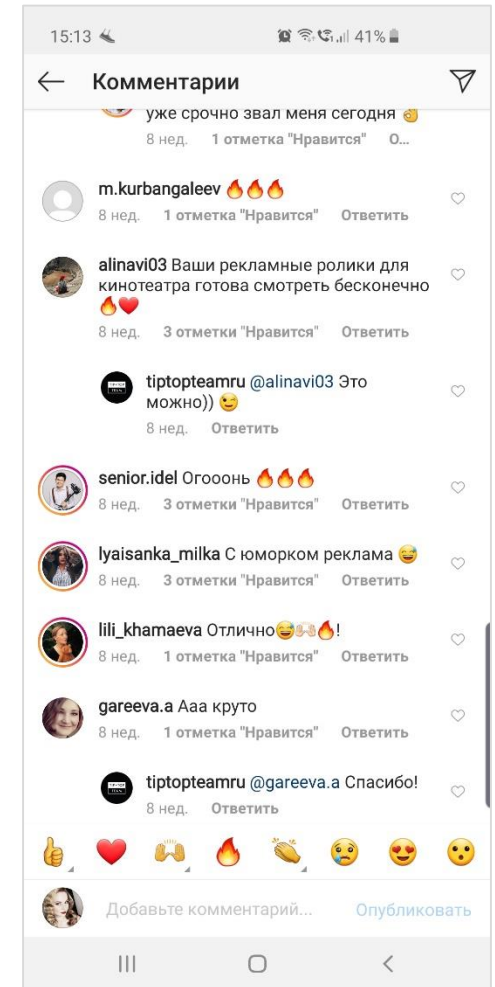 15:13 41%
Комментарии
уже срочно звал меня сегодня 👌
8 нед. 1 отметка "Нравится" О...
m.kurbangaleev 🔥🔥🔥
8 нед. 1 отметка "Нравится" Ответить
alinavi03 Ваши рекламные ролики для
кинотеатра готова смотреть бесконечно
🔥❤️
8 нед. 3 отметки "Нравится" Ответить
tiptopteamru @alinavi03 Это
можно)) 😉
8 нед. Ответить
senior.idel Огооонь 🔥🔥🔥
8 нед. 3 отметки "Нравится" Ответить
lyaisanka_milka С юморком реклама 😅
8 нед. 3 отметки "Нравится" Ответить
lili_khamaeva Отлично😅🙌🏻🔥!
8 нед. 1 отметка "Нравится" Ответить
gareeva.a Ааа круто
8 нед. 1 отметка "Нравится" Ответить
tiptopteamru @gareeva.a Спасибо!
8 нед. Ответить
👍 ❤️ 🙌 🔥 👏 😢 😍 😮
Добавьте комментарий... Опубликовать